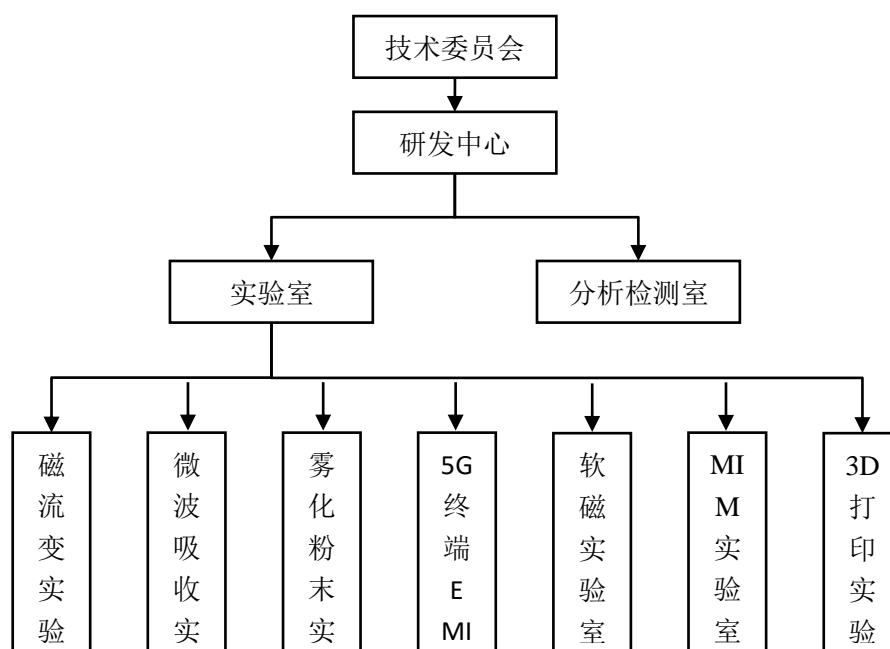 技术委员会
研发中心
实验室
分析检测室
磁流变实验
微波吸收实
雾化粉末实
5G终端EMI
软磁实验室
MIM实验室
3D打印实验